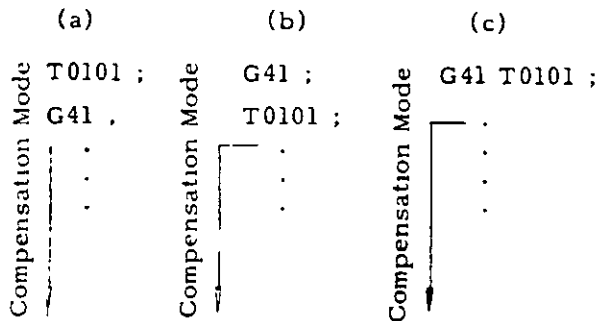 (a) (b) (c)
Compensation Mode
T0101 ;
G41 .
Compensation Mode
G41 ;
T0101 ;
Compensation Mode
G41 T0101 ;